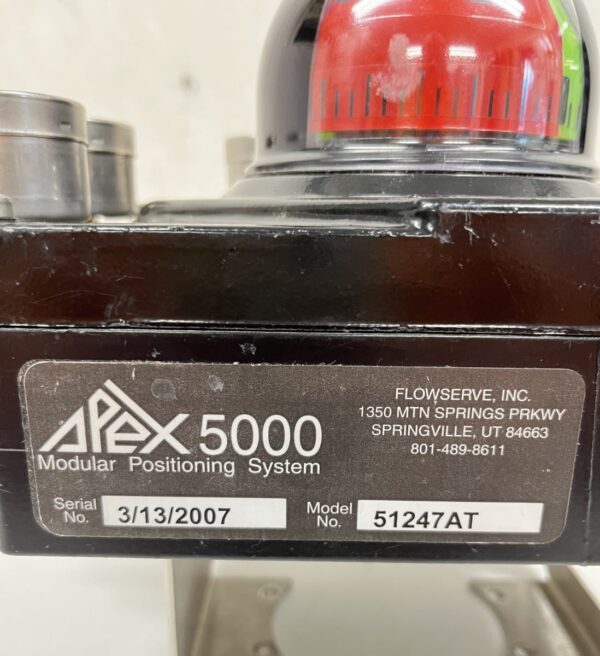 APEX 5000
Modular Positioning System
FLOWSERVE, INC.
1350 MTN SPRINGS PRKWY
SPRINGVILLE, UT 84663
801-489-8611
Serial No. 3/13/2007
Model No. 51247AT